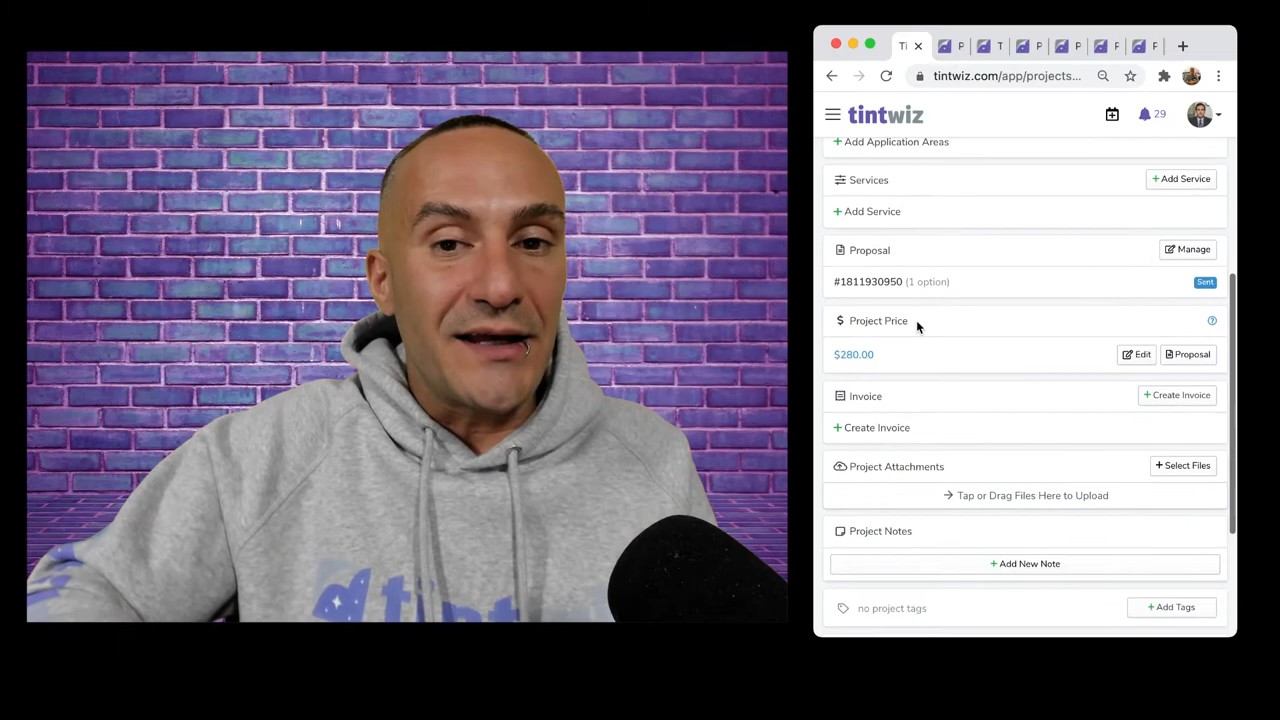 tint
Ti
P
T
P
P
F
F
tintwiz.com/app/projects...
tintwiz
29
+ Add Application Areas
Services
+ Add Service
+ Add Service
Proposal
Manage
#1811930950 (1 option)
Sent
$ Project Price
?
$280.00
Edit
Proposal
Invoice
+ Create Invoice
+ Create Invoice
Project Attachments
+ Select Files
→ Tap or Drag Files Here to Upload
Project Notes
+ Add New Note
no project tags
+ Add Tags